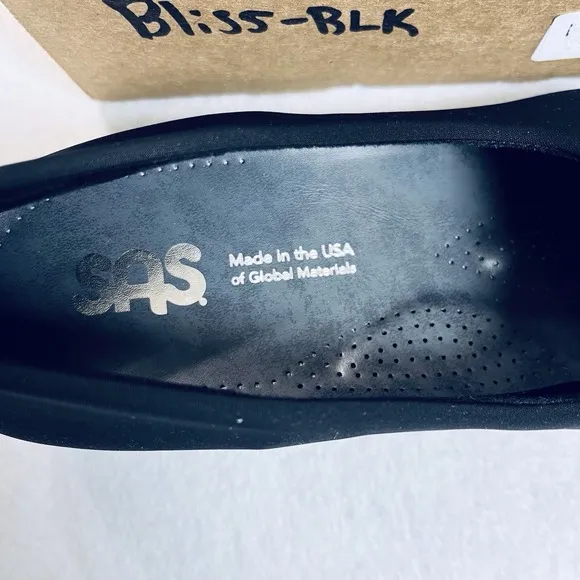 Bliss-BLK
SAS.
Made in the USA
of Global Materials